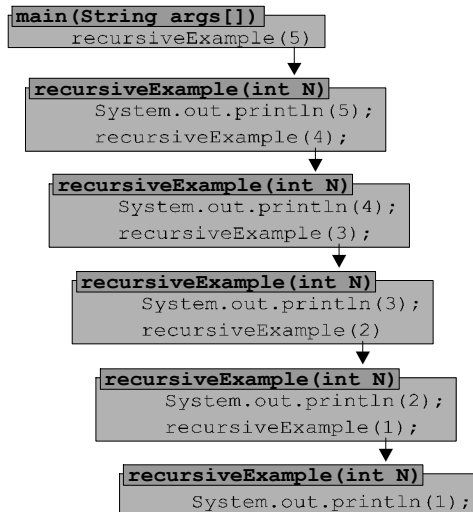 main(String args[])
recursiveExample(5)
recursiveExample(int N)
System.out.println(5);
recursiveExample(4);
recursiveExample(int N)
System.out.println(4);
recursiveExample(3);
recursiveExample(int N)
System.out.println(3);
recursiveExample(2)
recursiveExample(int N)
System.out.println(2);
recursiveExample(1);
recursiveExample(int N)
System.out.println(1);